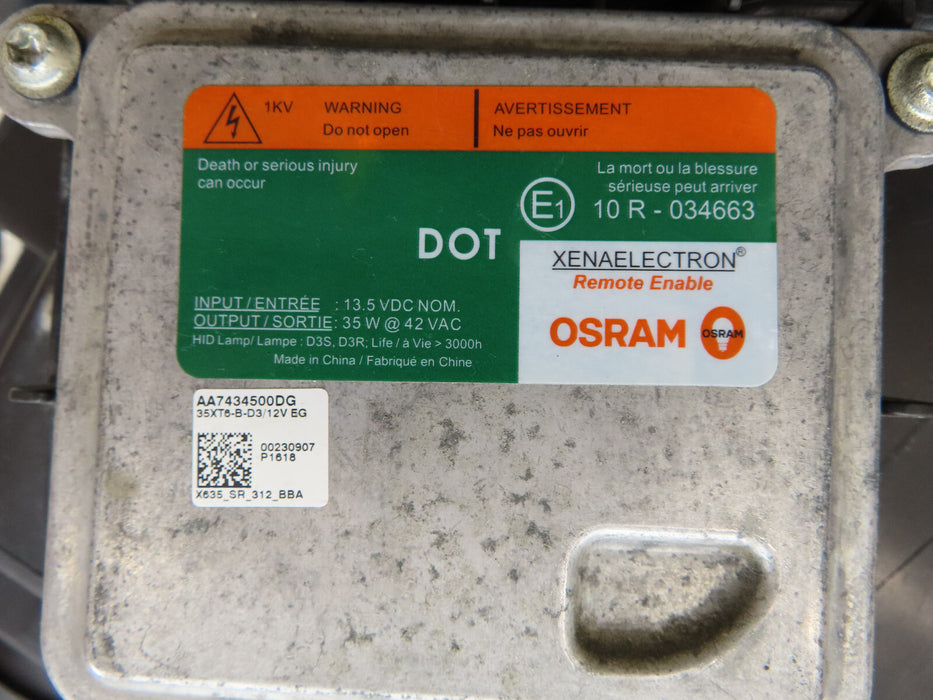 1KV WARNING AVERTISSEMENT
Do not open Ne pas ouvrir
Death or serious injury
can occur
La mort ou la blessure
sérieuse peut arriver
E1 10 R - 034663
DOT
XENAELECTRON®
Remote Enable
OSRAM OSRAM
INPUT / ENTRÉE : 13.5 VDC NOM.
OUTPUT / SORTIE: 35 W @ 42 VAC
HID Lamp/ Lampe : D3S, D3R; Life / à Vie > 3000h
Made in China / Fabriqué en Chine
AA7434500DG
35XT6-B-D3/12V EG
00230907
P1618
X635_SR_312_BBA